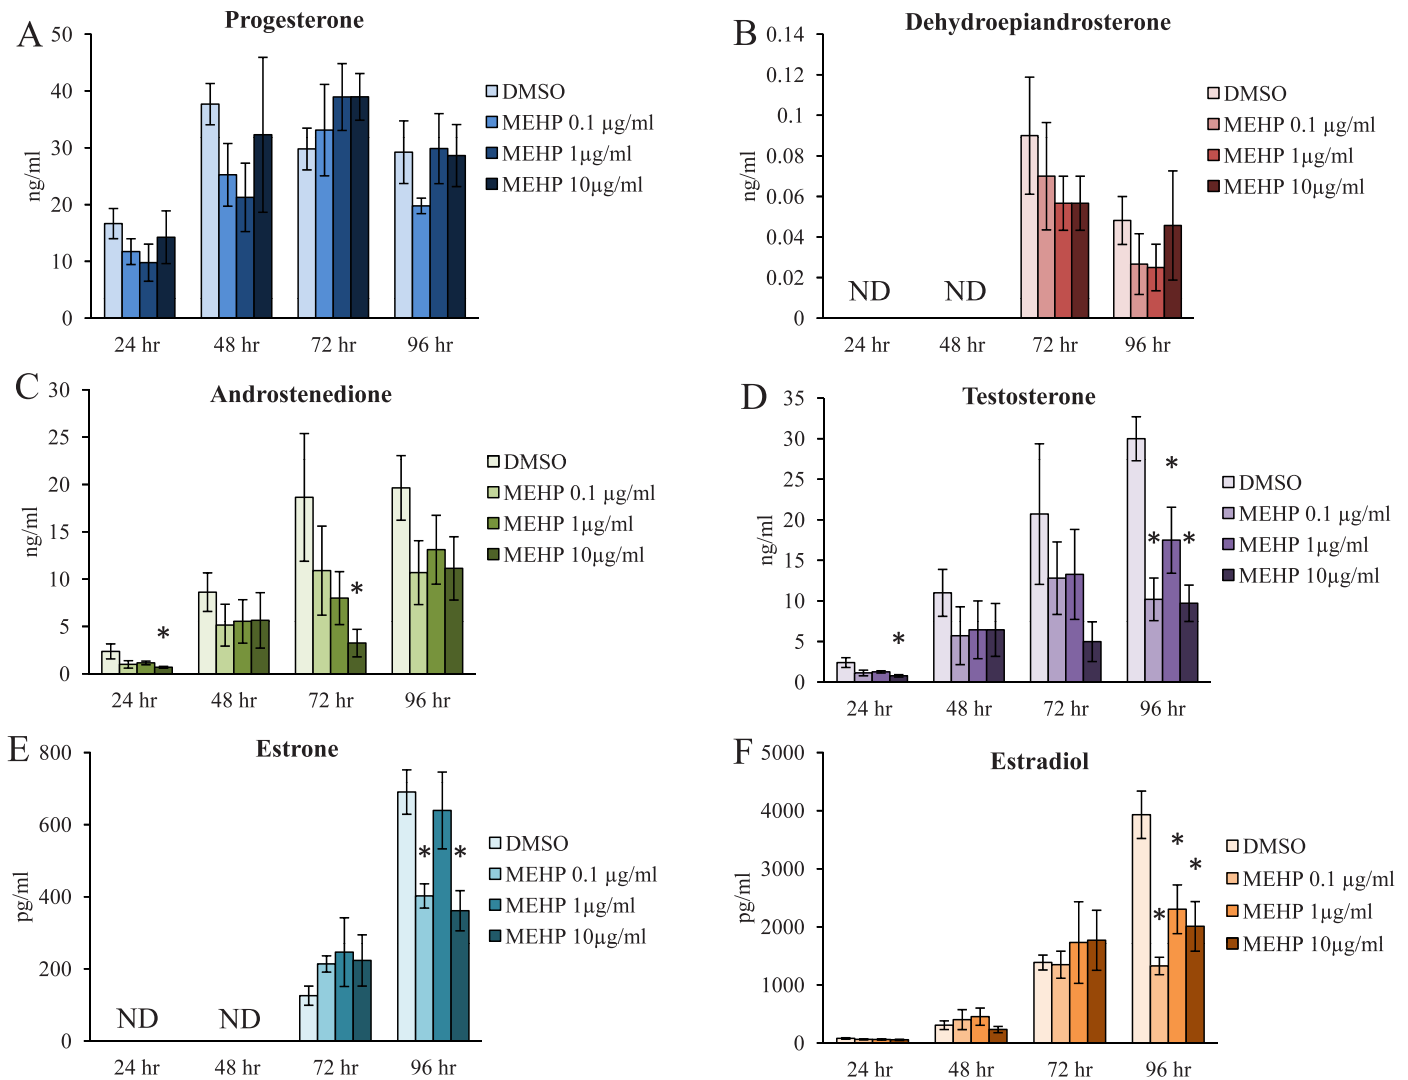 A
Progesterone
50
40
30
20
10
0
ng/ml
24 hr
48 hr
72 hr
96 hr
DMSO
MEHP 0.1 µg/ml
MEHP 1µg/ml
MEHP 10µg/ml
B
Dehydroepiandrosterone
0.14
0.12
0.1
0.08
0.06
0.04
0.02
0
ng/ml
ND
ND
24 hr
48 hr
72 hr
96 hr
DMSO
MEHP 0.1 µg/ml
MEHP 1µg/ml
MEHP 10µg/ml
C
Androstenedione
30
25
20
15
10
5
0
ng/ml
*
*
24 hr
48 hr
72 hr
96 hr
DMSO
MEHP 0.1 µg/ml
MEHP 1µg/ml
MEHP 10µg/ml
D
Testosterone
35
30
25
20
15
10
5
0
ng/ml
*
*
*
*
24 hr
48 hr
72 hr
96 hr
DMSO
MEHP 0.1 µg/ml
MEHP 1µg/ml
MEHP 10µg/ml
E
Estrone
800
600
400
200
0
pg/ml
ND
ND
*
*
24 hr
48 hr
72 hr
96 hr
DMSO
MEHP 0.1 µg/ml
MEHP 1µg/ml
MEHP 10µg/ml
F
Estradiol
5000
4000
3000
2000
1000
0
pg/ml
*
*
*
24 hr
48 hr
72 hr
96 hr
DMSO
MEHP 0.1 µg/ml
MEHP 1µg/ml
MEHP 10µg/ml